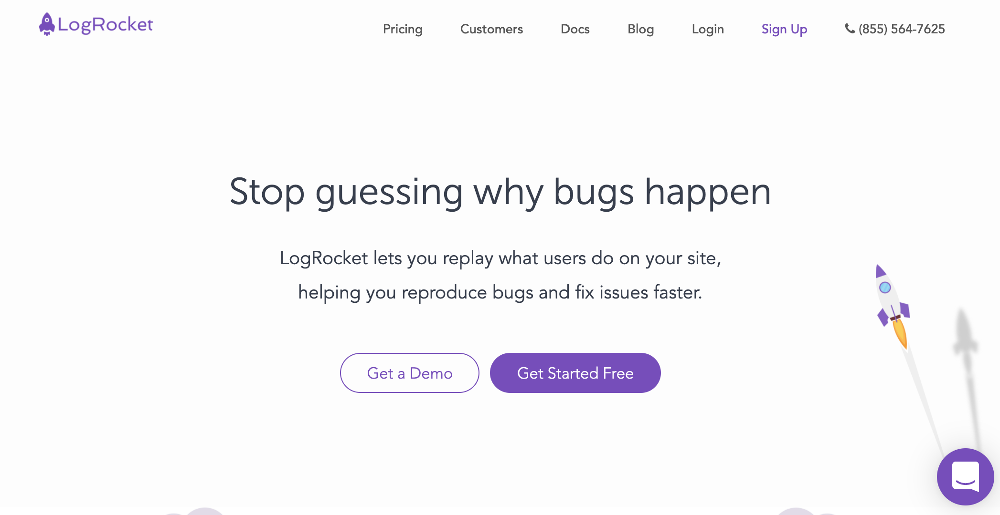 LogRocket
Pricing
Customers
Docs
Blog
Login
Sign Up
(855) 564-7625
Stop guessing why bugs happen
LogRocket lets you replay what users do on your site,
helping you reproduce bugs and fix issues faster.
Get a Demo
Get Started Free